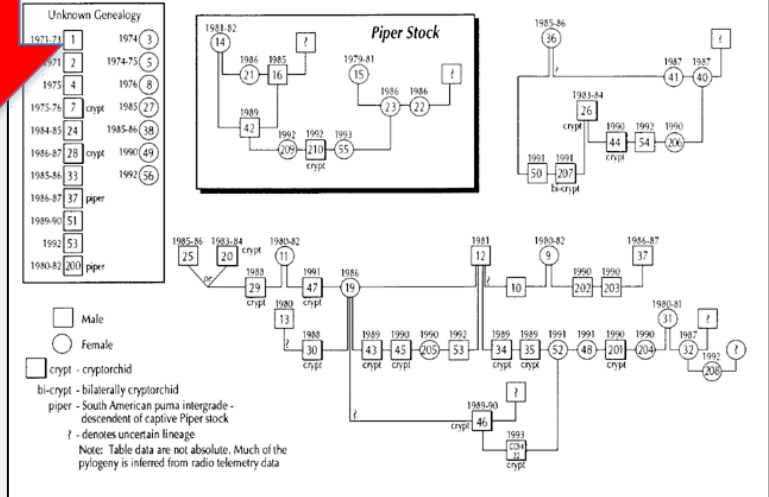 Unknown Genealogy
1971-73 1 1974 3
1971 2 1974-75 5
1975 4 1976 8
1975-76 7 crypt 1985 27
1984-85 24 1985-86 38
1986-87 28 crypt 1990 49
1985-86 33 1992 56
1986-87 37 piper
1989-90 51
1992 53
1980-82 200 piper
Piper Stock
1981-82
14
?
1986 1985
21 16
1979-81
15
?
1986 1986
23 22
1989
42
1992 1992 1993
209 210 55
crypt
1985-86
36
?
?
1987 1987
41 40
1983-84
26
crypt
1990 1992 1990
44 54 206
crypt
1991 1991
50 207
bi-crypt
1985-86 1983-84 1980-82
25 20 crypt 11
or
1988 1991 1986
29 47 19
crypt crypt
1980
13
?
1988
30
crypt
1981
12
?
1980-82
9
1986-87
37
10
1990 1990
202 203
1989 1990 1990 1992
43 45 205 53
crypt crypt
1989 1989 1991 1991 1990 1990
34 35 52 48 201 204
crypt crypt crypt
1980-81
31
1987
32
?
1992
208
?
?
1989-90
46
crypt
?
1993
crypt
Male
Female
crypt - cryptorchid
bi-crypt - bilaterally cryptorchid
piper - South American puma intergrade -
descendent of captive Piper stock
? - denotes uncertain lineage
Note: Table data are not absolute. Much of the
pylogeny is inferred from radio telemetry data